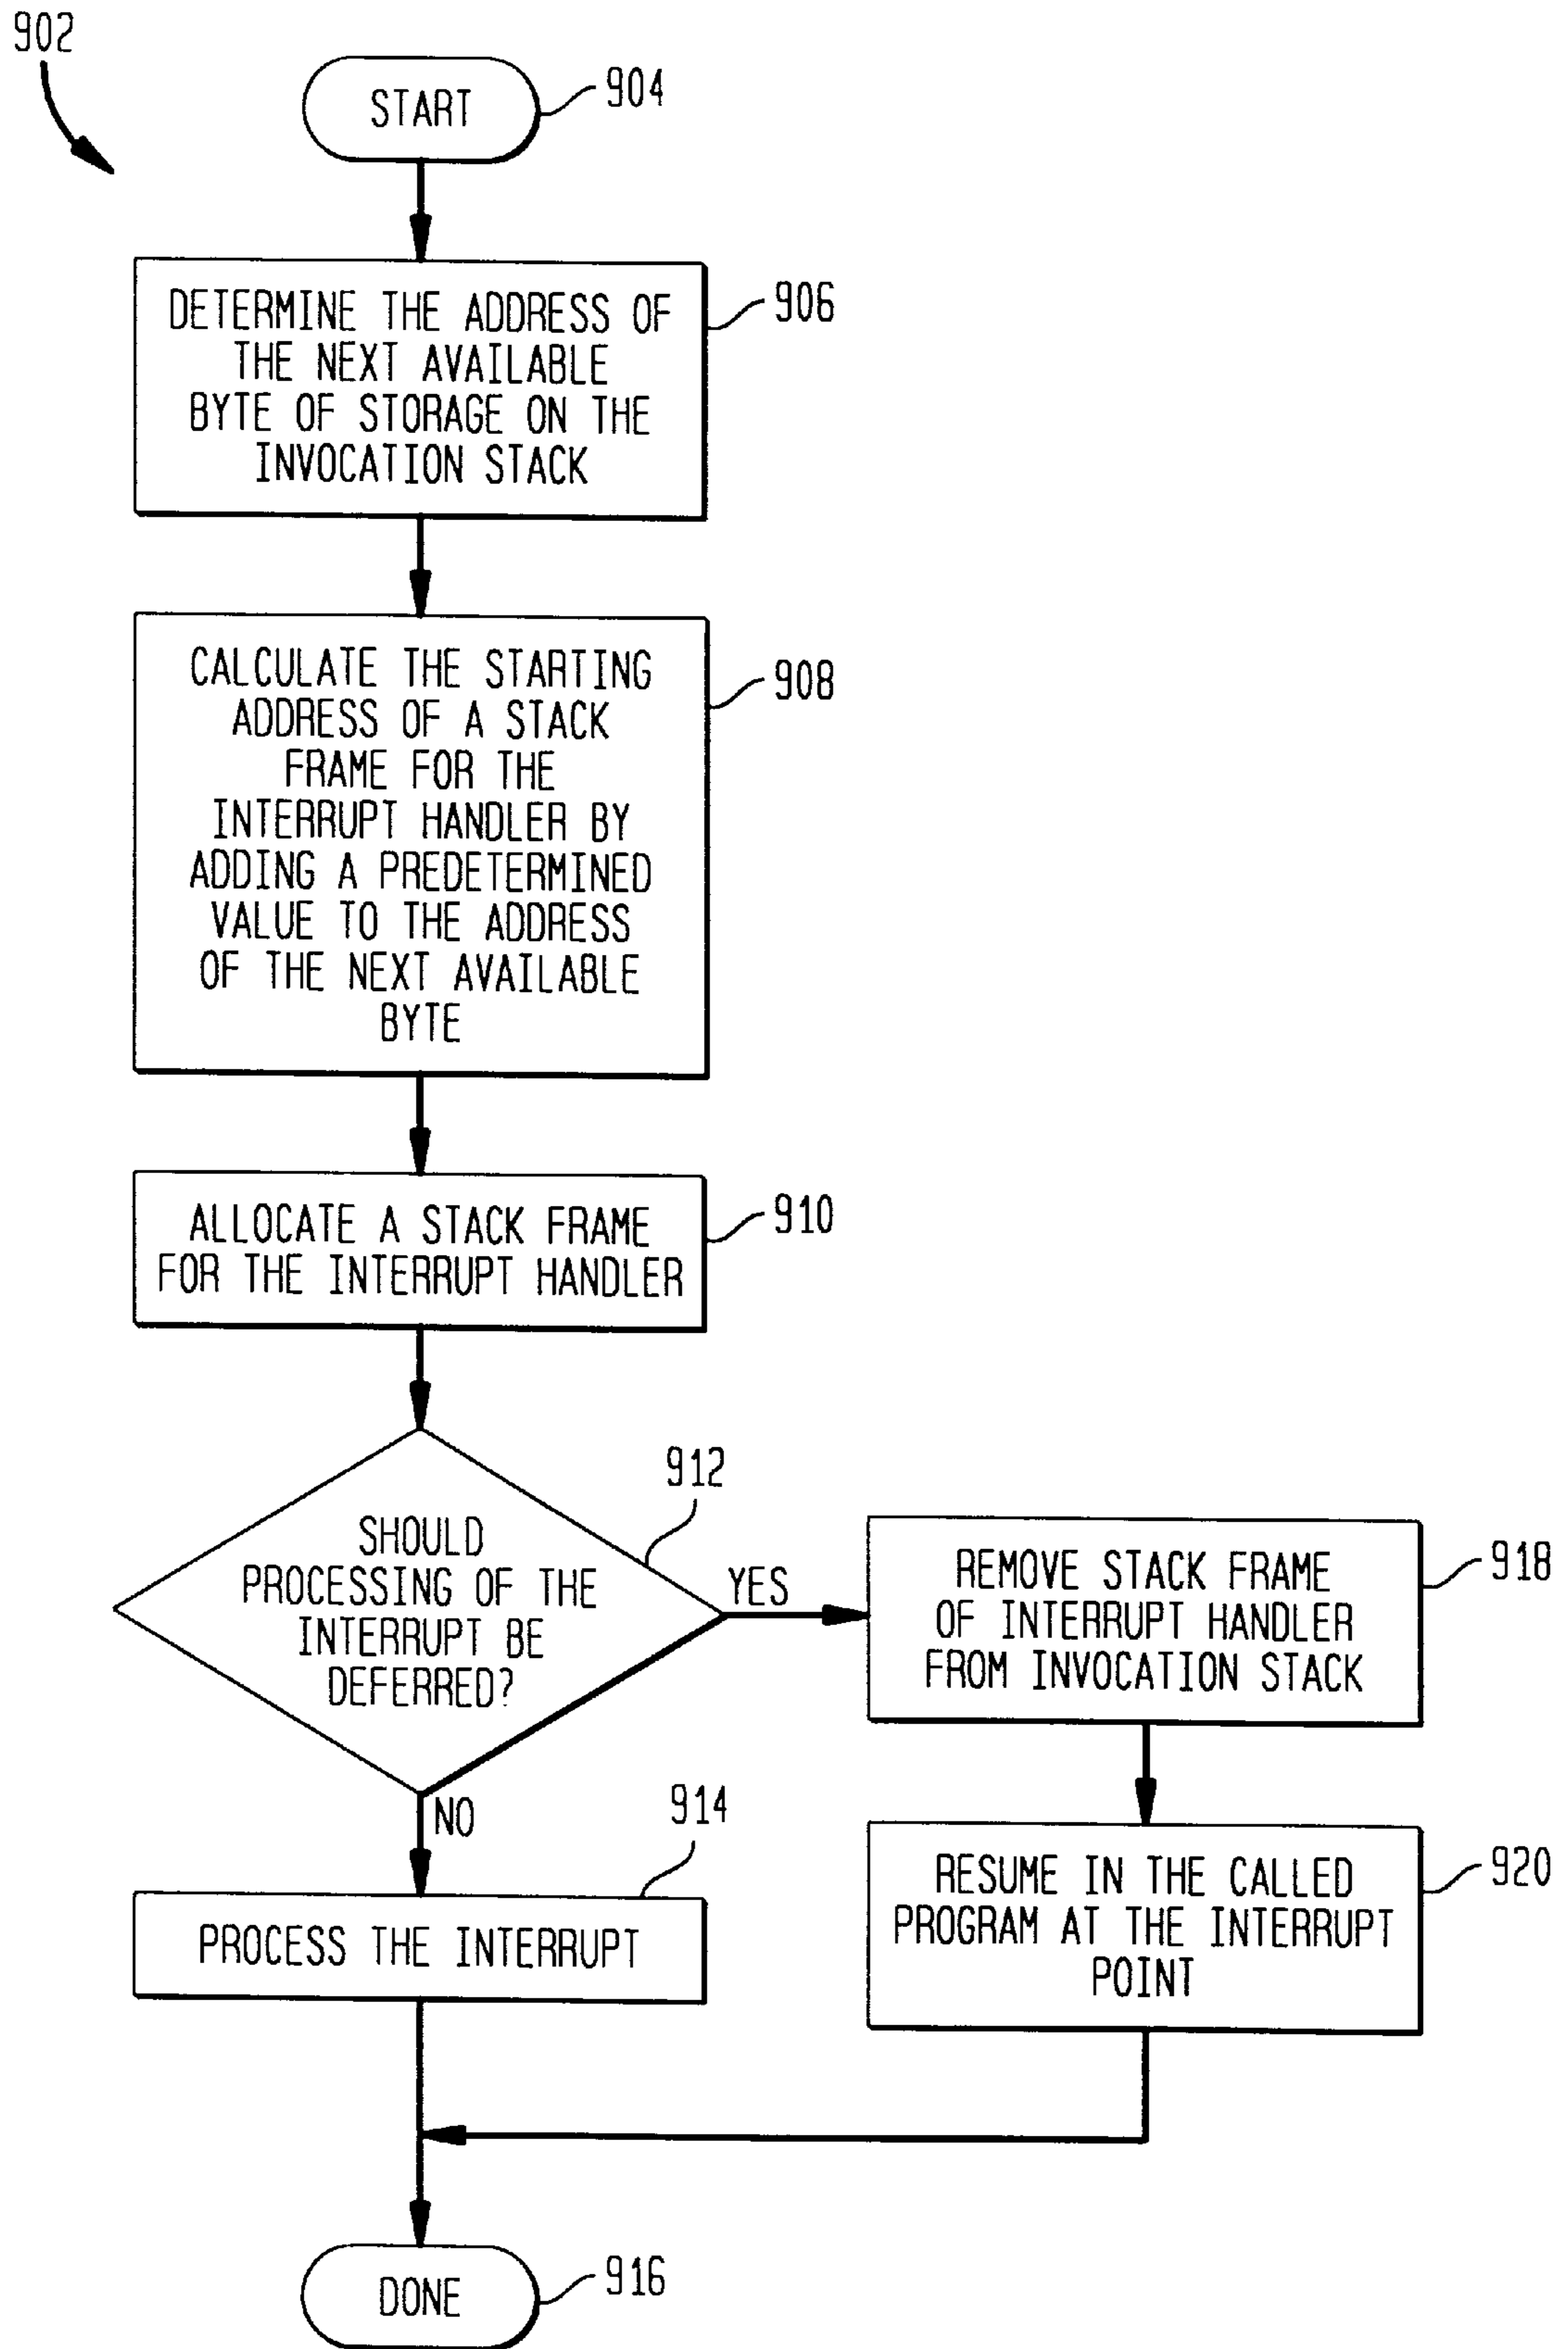 902
START
904
DETERMINE THE ADDRESS OF
THE NEXT AVAILABLE
BYTE OF STORAGE ON THE
INVOCATION STACK
906
CALCULATE THE STARTING
ADDRESS OF A STACK
FRAME FOR THE
INTERRUPT HANDLER BY
ADDING A PREDETERMINED
VALUE TO THE ADDRESS
OF THE NEXT AVAILABLE
BYTE
908
ALLOCATE A STACK FRAME
FOR THE INTERRUPT HANDLER
910
SHOULD
PROCESSING OF THE
INTERRUPT BE
DEFERRED?
912
YES
REMOVE STACK FRAME
OF INTERRUPT HANDLER
FROM INVOCATION STACK
918
NO
PROCESS THE INTERRUPT
914
RESUME IN THE CALLED
PROGRAM AT THE INTERRUPT
POINT
920
DONE
916